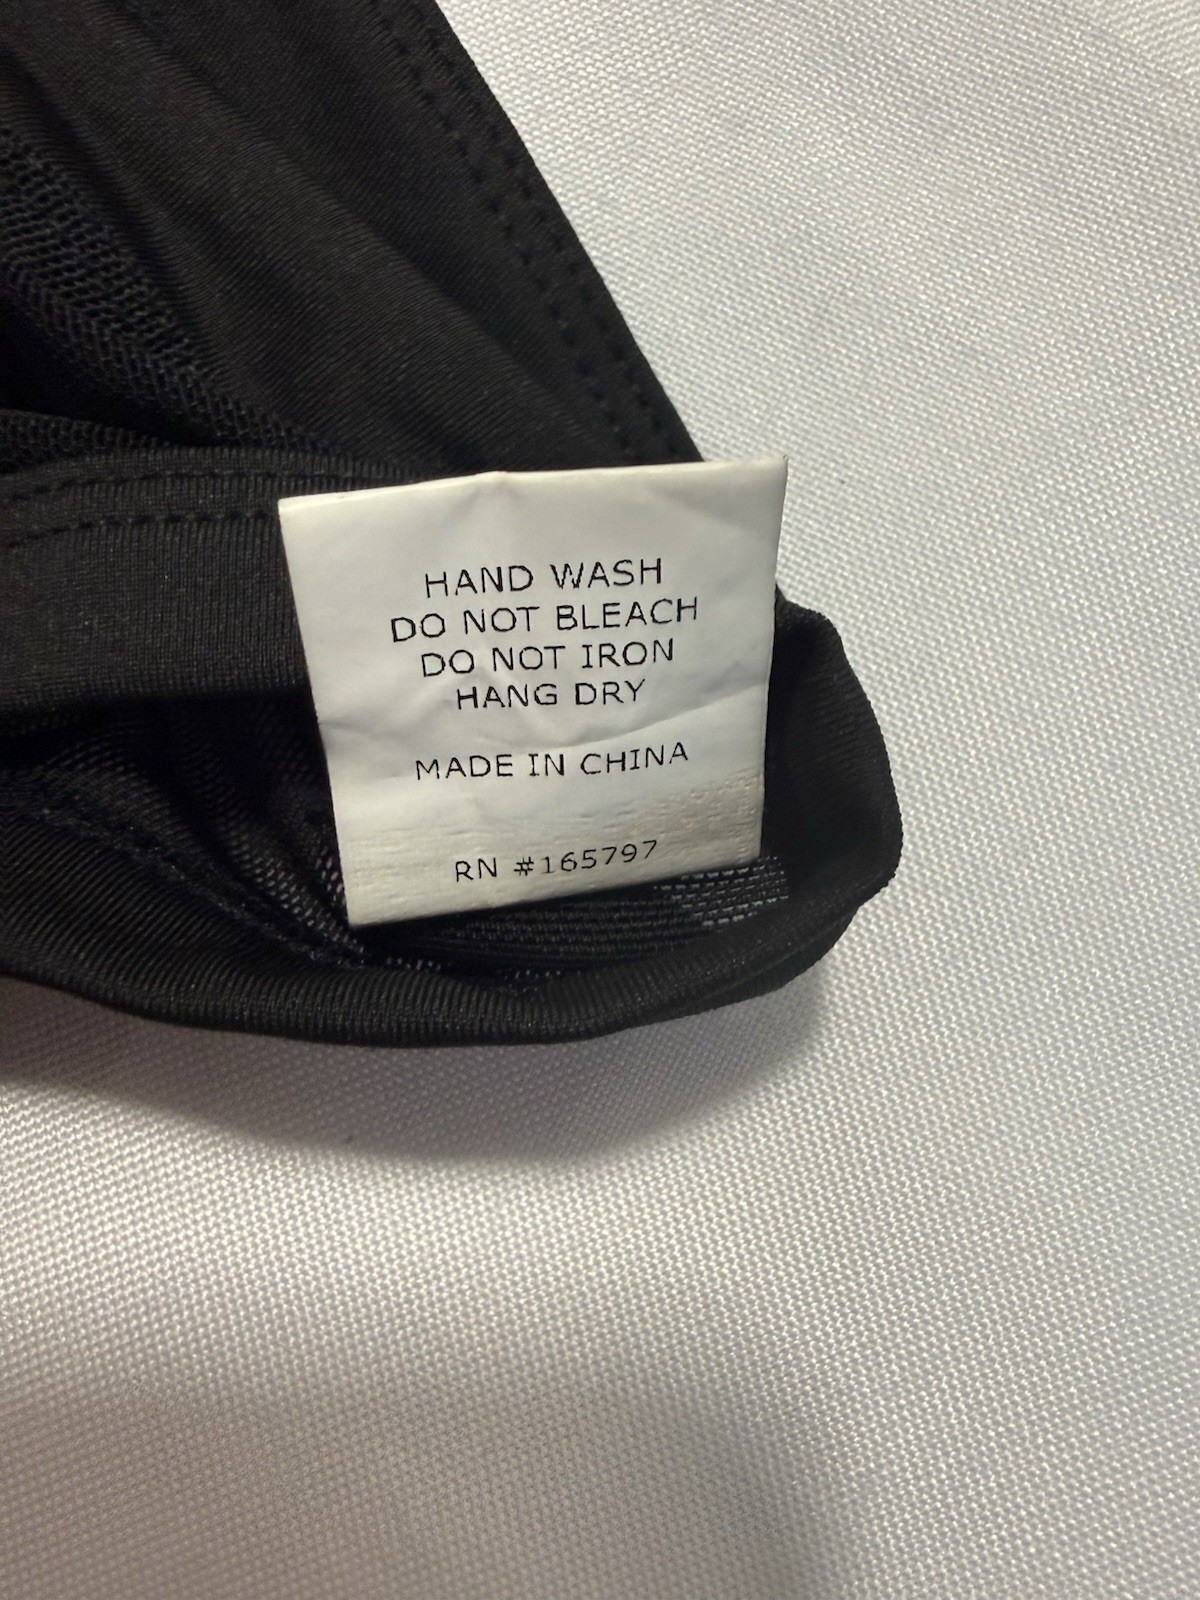 HAND WASH
DO NOT BLEACH
DO NOT IRON
HANG DRY
MADE IN CHINA
RN #165797